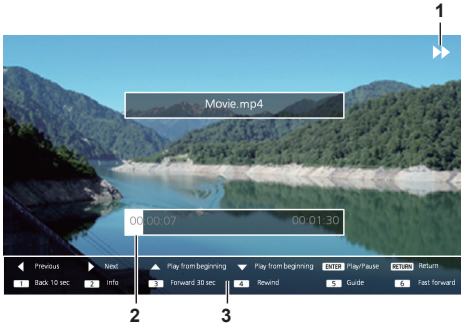 1
Movie.mp4
00:00:07 00:01:30
Previous Next Play from beginning Play from beginning ENTER Play/Pause RETURN Return
1 Back 10 sec 2 Info 3 Forward 30 sec 4 Rewind 5 Guide 6 Fast forward
2 3